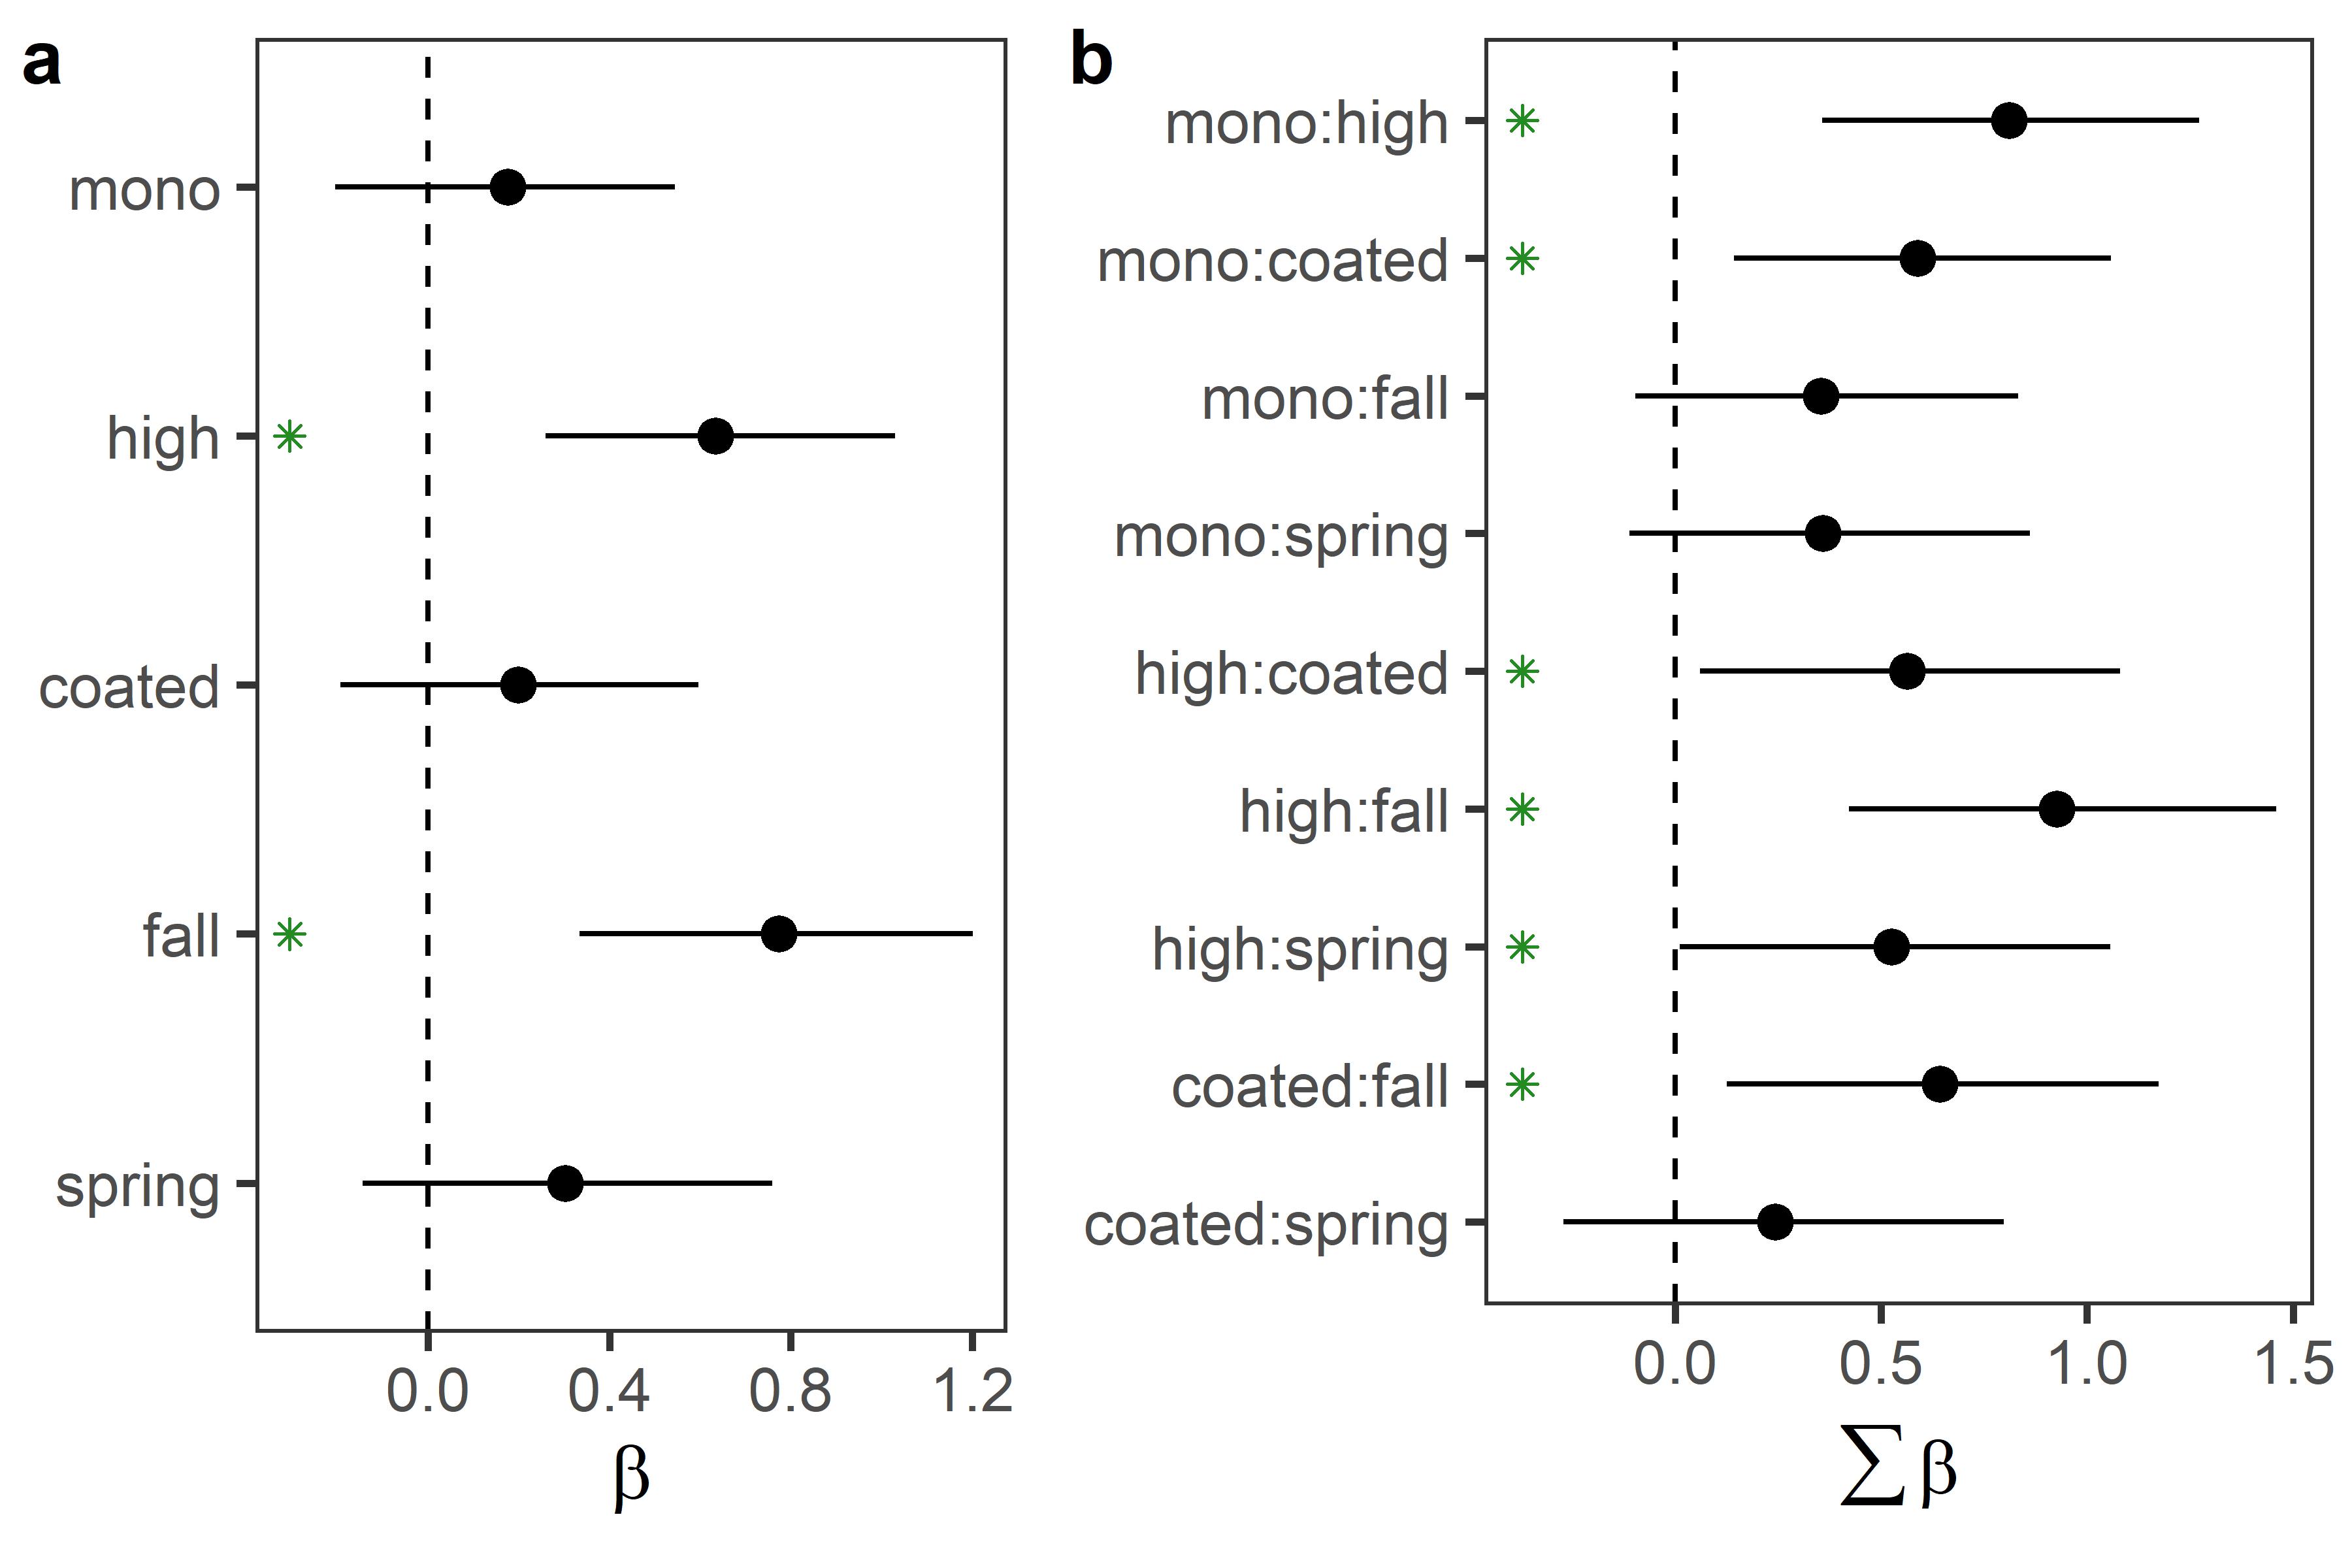 a
mono
high
coated
fall
spring
0.0 0.4 0.8 1.2
β
b
mono:high
mono:coated
mono:fall
mono:spring
high:coated
high:fall
high:spring
coated:fall
coated:spring
0.0 0.5 1.0 1.5
∑β